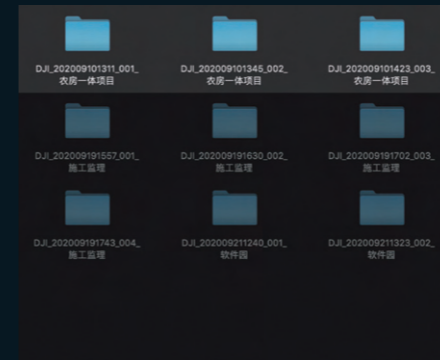 DJI_202009101311_001_
农房一体项目
DJI_202009101345_002_
农房一体项目
DJI_202009101423_003_
农房一体项目
DJI_202009191557_001_
施工监理
DJI_202009191630_002_
施工监理
DJI_202009191702_003_
施工监理
DJI_202009191743_004_
施工监理
DJI_202009211240_001_
软件园
DJI_202009211323_002_
软件园